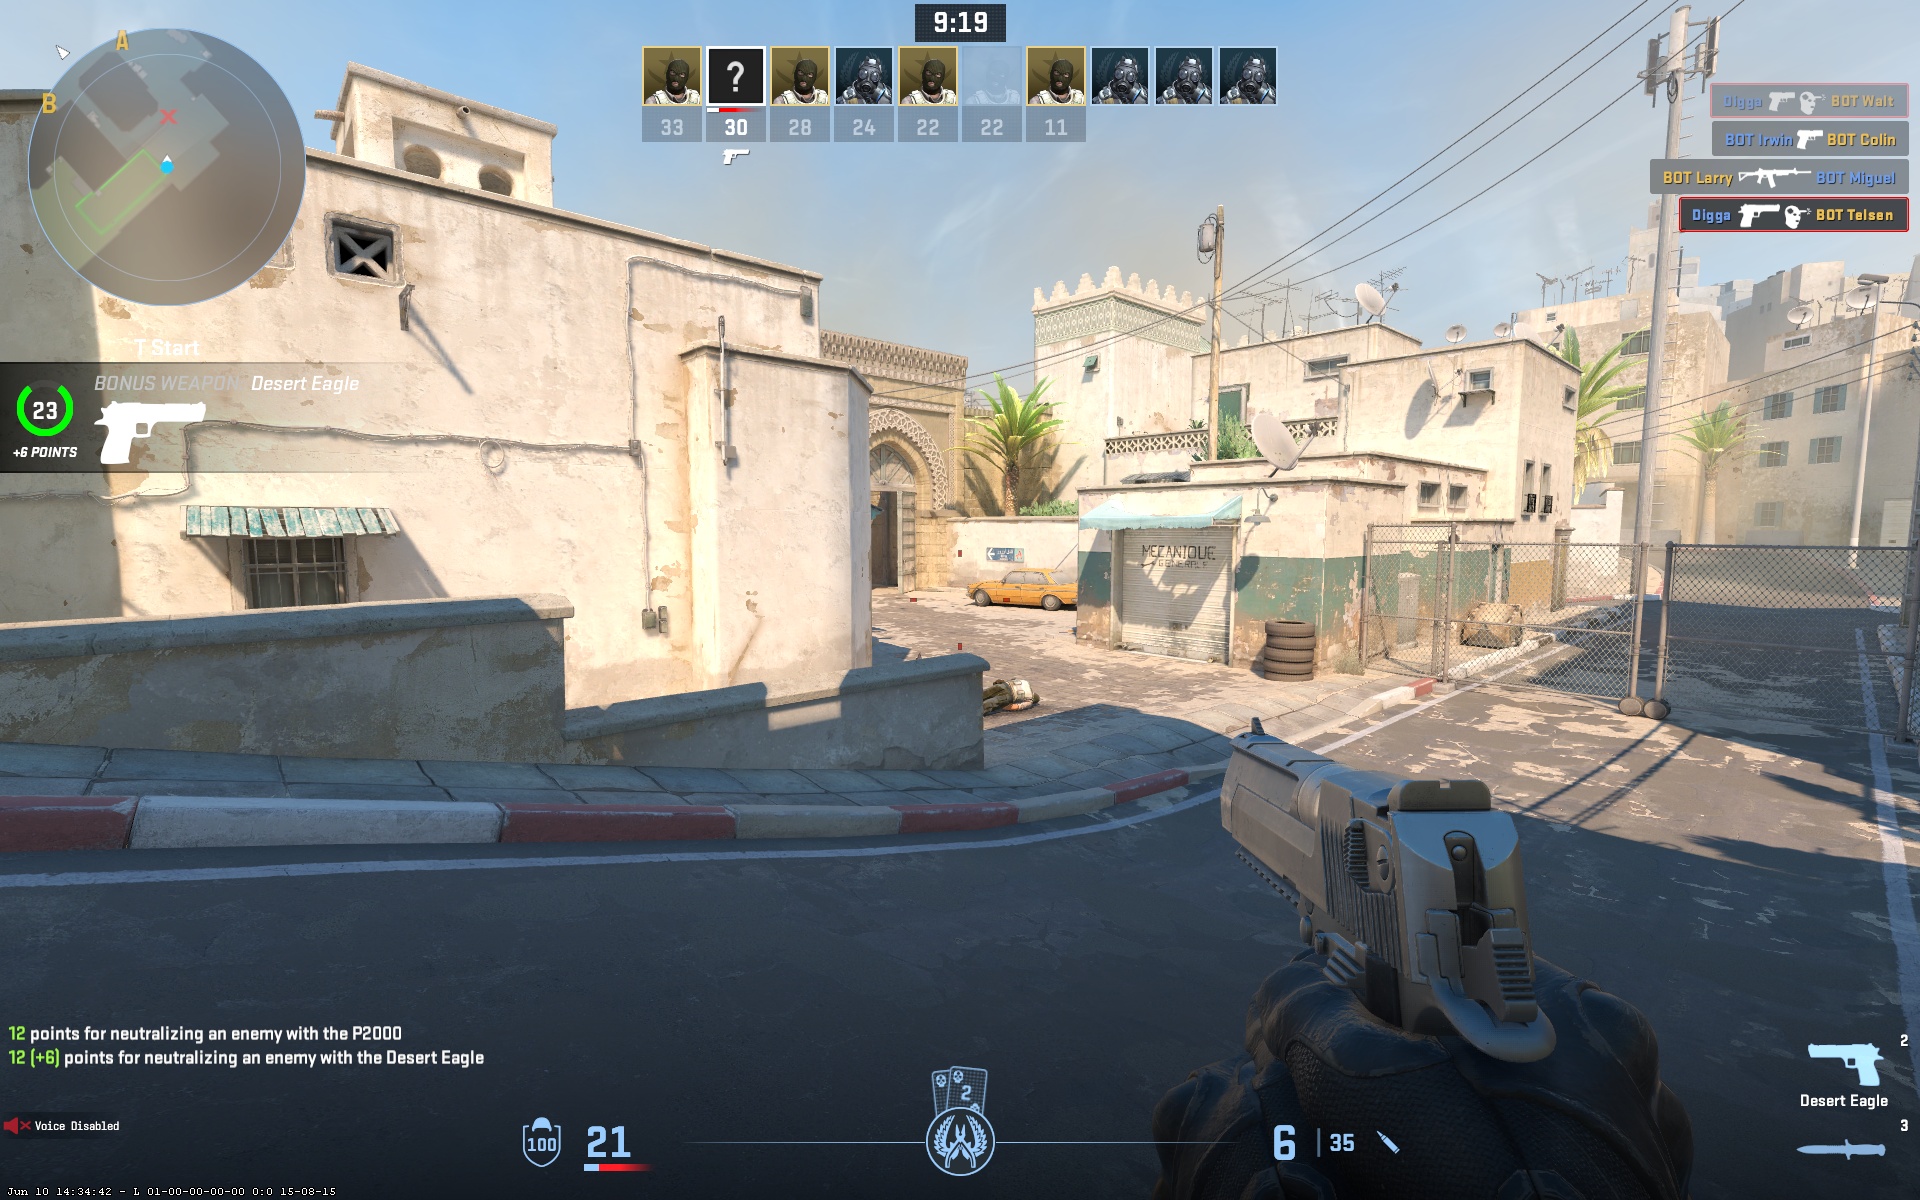 9:19
A
B
?
33 30 28 24 22 22 11
Digga BOT Walt
BOT Irwin BOT Colin
BOT Larry BOT Miguel
Digga BOT Telsen
T Start
BONUS WEAPON: Desert Eagle
23
+6 POINTS
MECANIQUE
GENERALE
12 points for neutralizing an enemy with the P2000
12 (+6) points for neutralizing an enemy with the Desert Eagle
2
Desert Eagle
3
Voice Disabled
100 21
2
6 | 35
Jun 10 14:34:42 - L 01-00-00-00-00 0:0 15-08-15